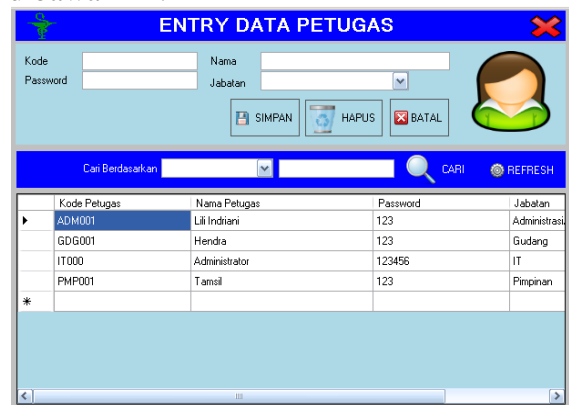 ENTRY DATA PETUGAS
Kode
Nama
Password
Jabatan
SIMPAN
HAPUS
BATAL
Cari Berdasarkan
CARI
REFRESH
Kode Petugas Nama Petugas Password Jabatan
ADM001 Lili Indriani 123 Administrasi
GDG001 Hendra 123 Gudang
IT000 Administrator 123456 IT
PMP001 Tamsil 123 Pimpinan